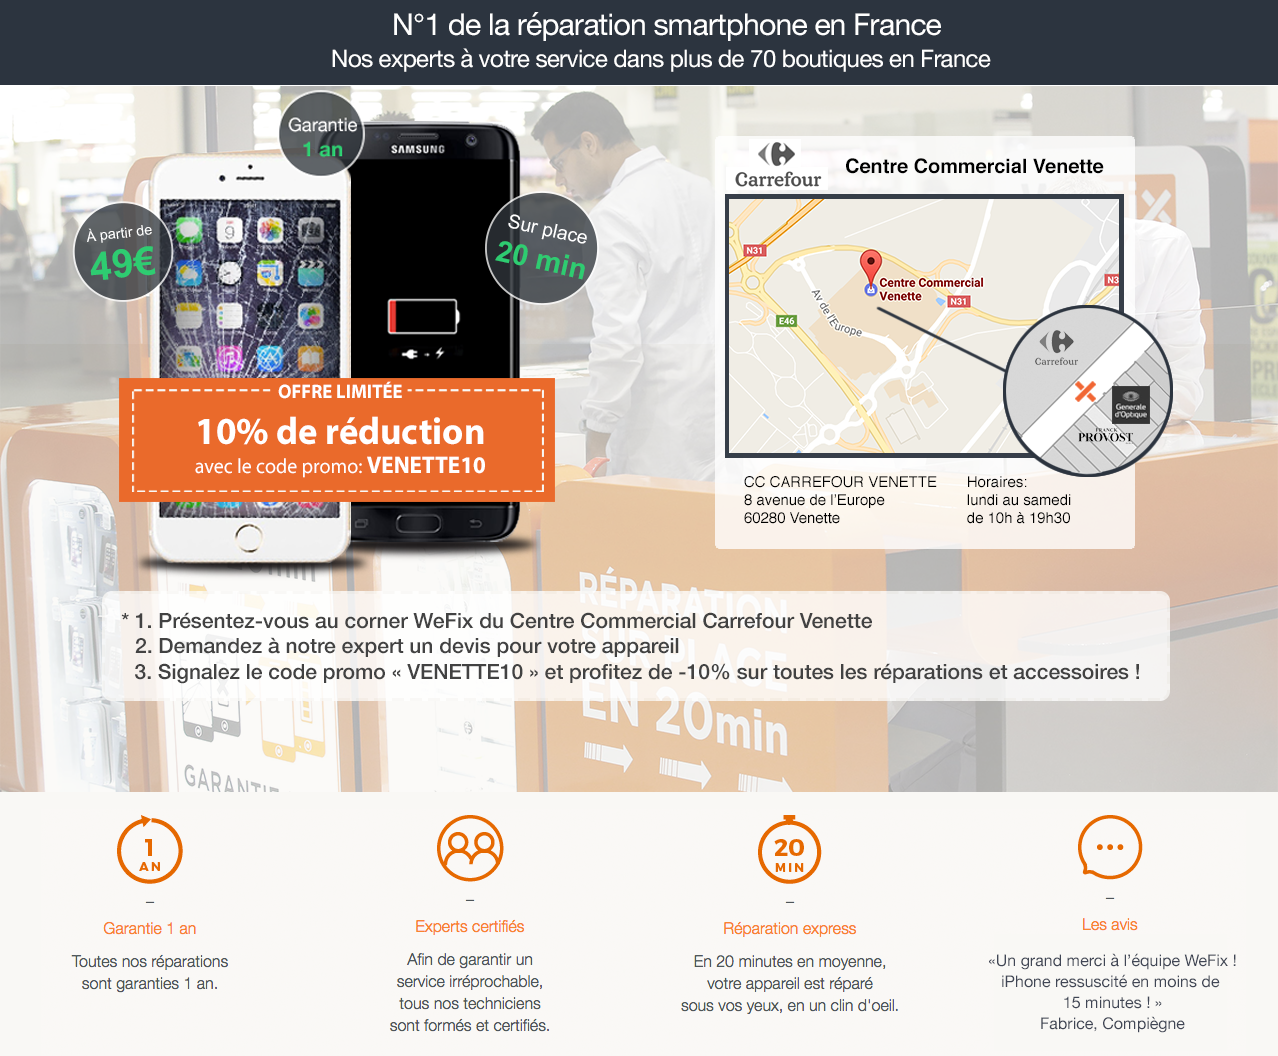 N°1 de la réparation smartphone en France
Nos experts à votre service dans plus de 70 boutiques en France
Garantie
1 an
SAMSUNG
À partir de
49€
Sur place
20 min
9
OFFRE LIMITÉE
10% de réduction
avec le code promo: VENETTE10
Carrefour
Centre Commercial Venette
N31
Centre Commercial
Venette
N31
N3
E46
Av de l'Europe
Carrefour
Generale
d'Optique
FRANCK
PROVOST
CC CARREFOUR VENETTE
8 avenue de l'Europe
60280 Venette
Horaires:
lundi au samedi
de 10h à 19h30
RÉPARATION
SUR PLACE
EN 20min
GARANTIE
* 1. Présentez-vous au corner WeFix du Centre Commercial Carrefour Venette
2. Demandez à notre expert un devis pour votre appareil
3. Signalez le code promo « VENETTE10 » et profitez de -10% sur toutes les réparations et accessoires !
1
AN
–
Garantie 1 an
Toutes nos réparations
sont garanties 1 an.
–
Experts certifiés
Afin de garantir un
service irréprochable,
tous nos techniciens
sont formés et certifiés.
20
MIN
–
Réparation express
En 20 minutes en moyenne,
votre appareil est réparé
sous vos yeux, en un clin d'oeil.
–
Les avis
«Un grand merci à l'équipe WeFix !
iPhone ressuscité en moins de
15 minutes ! »
Fabrice, Compiègne